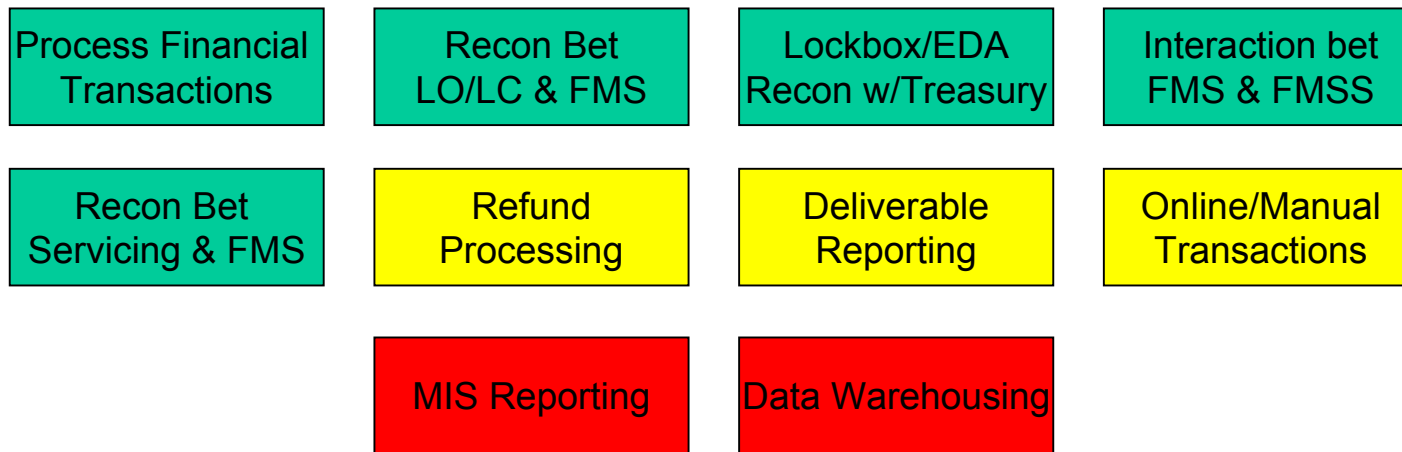 Process Financial
Transactions
Recon Bet
LO/LC & FMS
Lockbox/EDA
Recon w/Treasury
Interaction bet
FMS & FMSS
Recon Bet
Servicing & FMS
Refund
Processing
Deliverable
Reporting
Online/Manual
Transactions
MIS Reporting
Data Warehousing